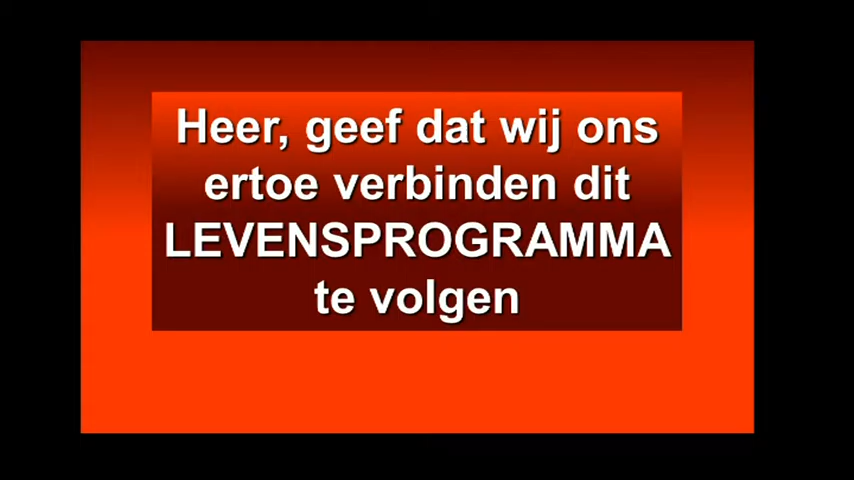 Heer, geef dat wij ons
ertoe verbinden dit
LEVENSPROGRAMMA
te volgen